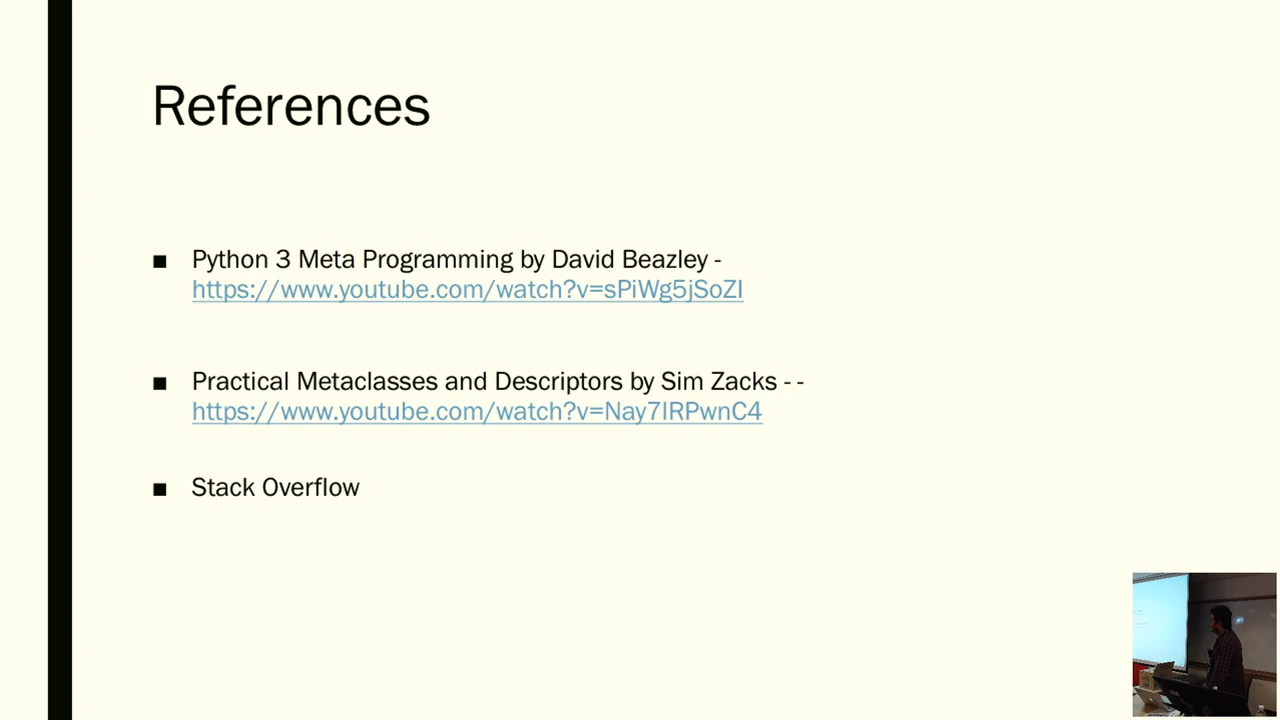 References
■ Python 3 Meta Programming by David Beazley -
https://www.youtube.com/watch?v=sPiWg5jSoZI
■ Practical Metaclasses and Descriptors by Sim Zacks - -
https://www.youtube.com/watch?v=Nay7IRPwnC4
■ Stack Overflow